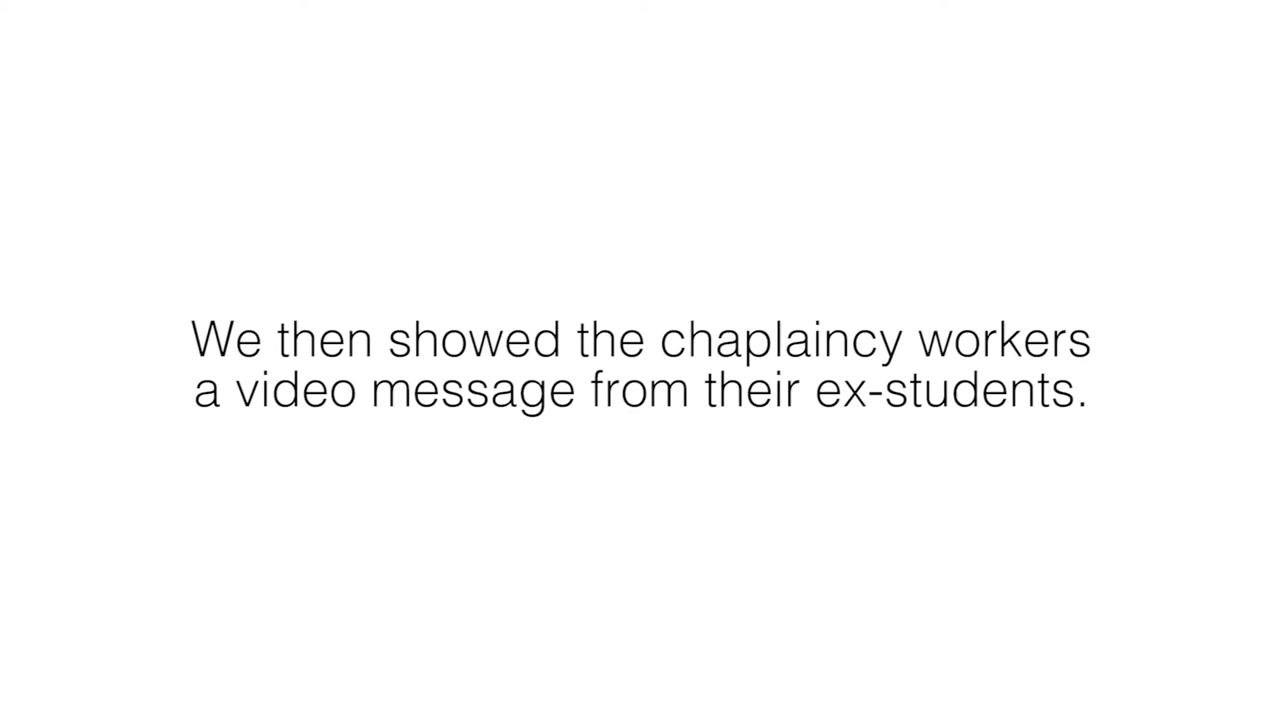 We then showed the chaplaincy workers
a video message from their ex-students.